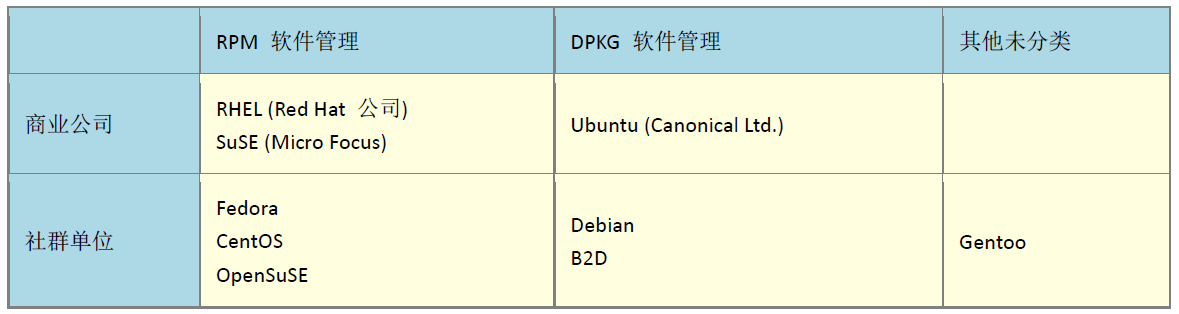 RPM 软件管理
DPKG 软件管理
其他未分类
商业公司
RHEL (Red Hat 公司)
SuSE (Micro Focus)
Ubuntu (Canonical Ltd.)
社群单位
Fedora
CentOS
OpenSuSE
Debian
B2D
Gentoo